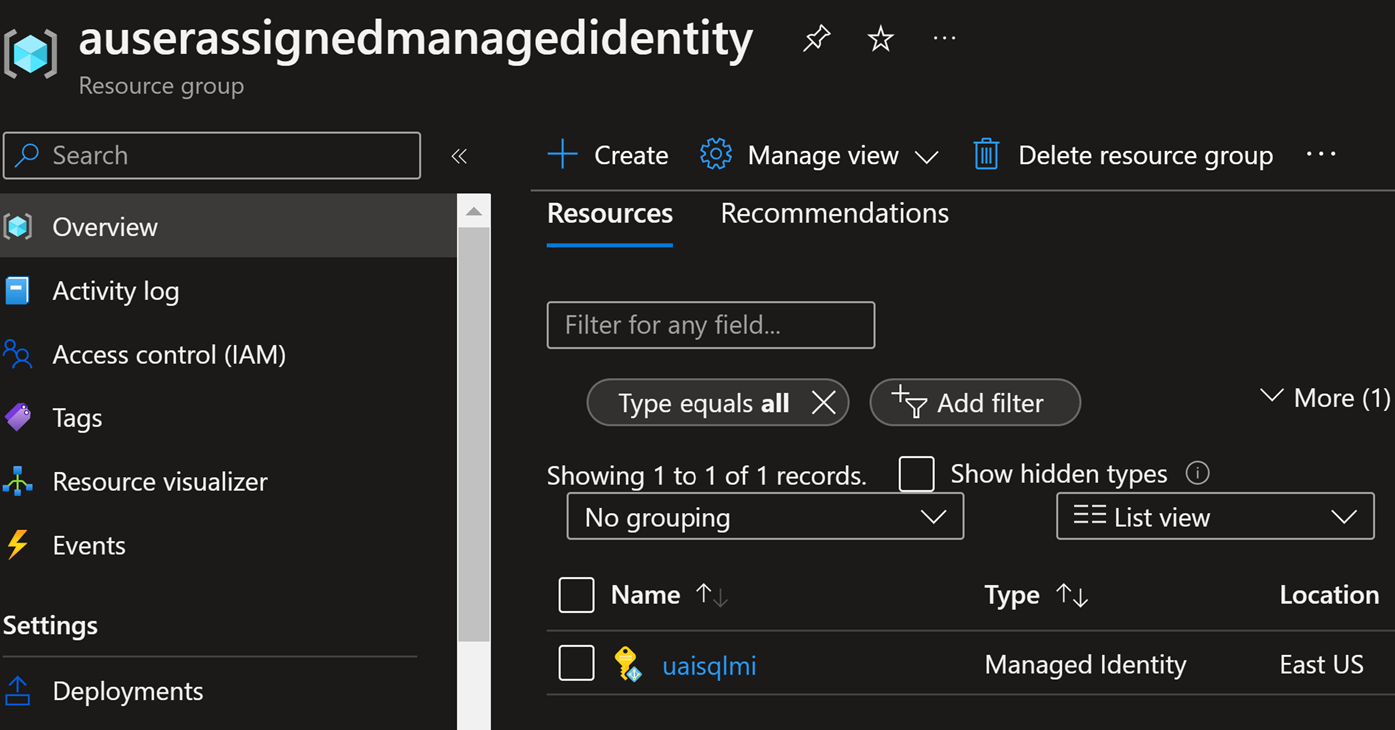 auserassignedmanagedidentity
Resource group
Search
Overview
Activity log
Access control (IAM)
Tags
Resource visualizer
Events
Settings
Deployments
Create Manage view Delete resource group
Resources Recommendations
Filter for any field...
Type equals all Add filter More (1)
Showing 1 to 1 of 1 records. Show hidden types
No grouping List view
Name Type Location
uaisqlmi Managed Identity East US